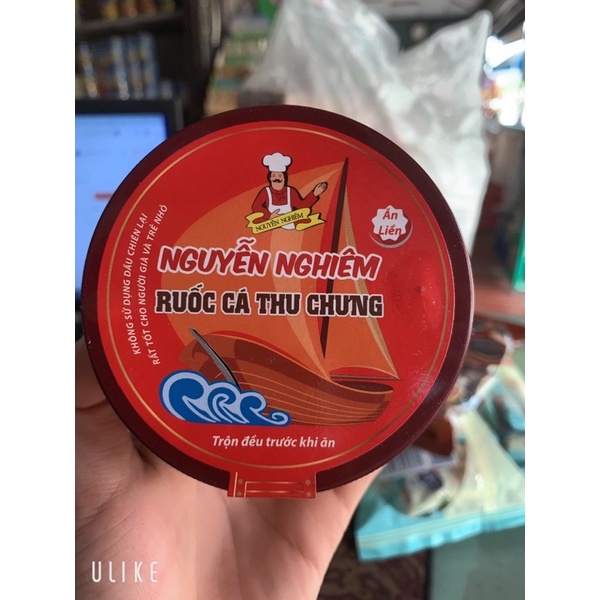 NGUYỄN NGHIÊM
Ăn
Liền
KHÔNG SỬ DỤNG DẦU CHIÊN LẠI
RẤT TỐT CHO NGƯỜI GIÀ VÀ TRẺ NHỎ
NGUYỄN NGHIÊM
RUỐC CÁ THU CHƯNG
Trộn đều trước khi ăn
ULIKE